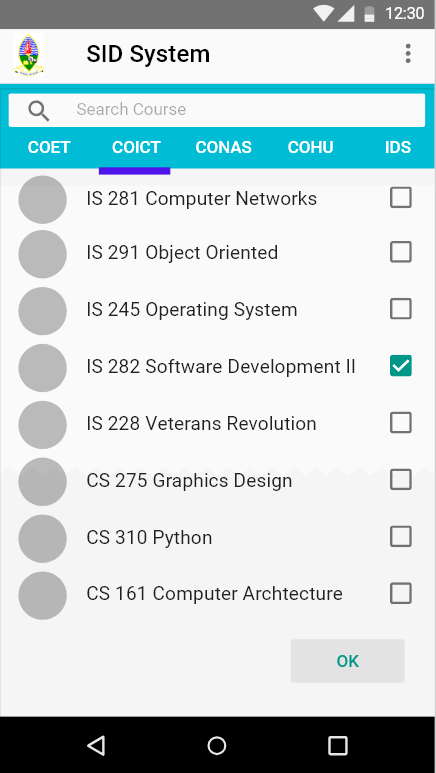 12:30
SID System
Search Course
COET COICT CONAS COHU IDS
IS 281 Computer Networks
IS 291 Object Oriented
IS 245 Operating System
IS 282 Software Development II
IS 228 Veterans Revolution
CS 275 Graphics Design
CS 310 Python
CS 161 Computer Archtecture
OK